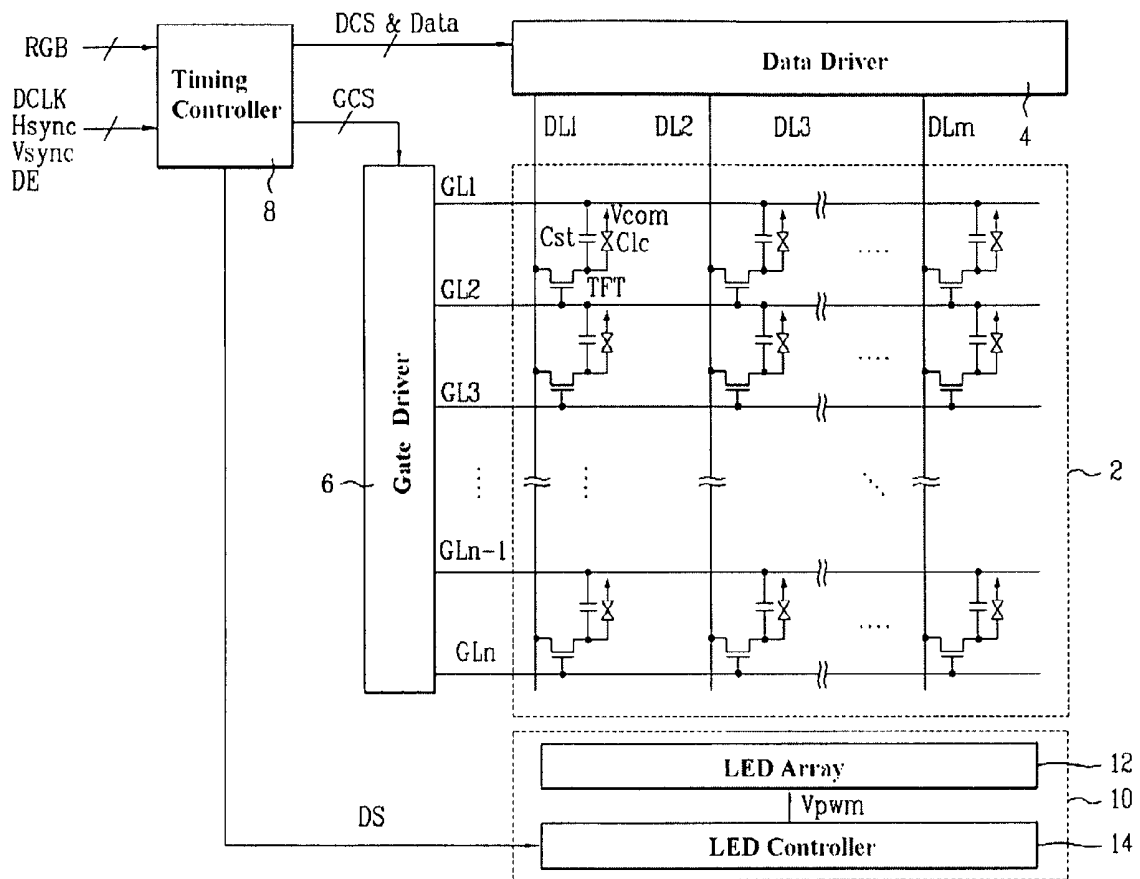 DCS & Data
RGB
Timing
Controller
Data Driver
DCLK
Hsync
Vsync
DE
GCS
8
4
DL1
DL2
DL3
DLm
GL1
Vcom
Cst
Clc
GL2
TFT
GL3
Gate Driver
6
2
GLn-1
GLn
LED Array
12
Vpwm
10
DS
LED Controller
14